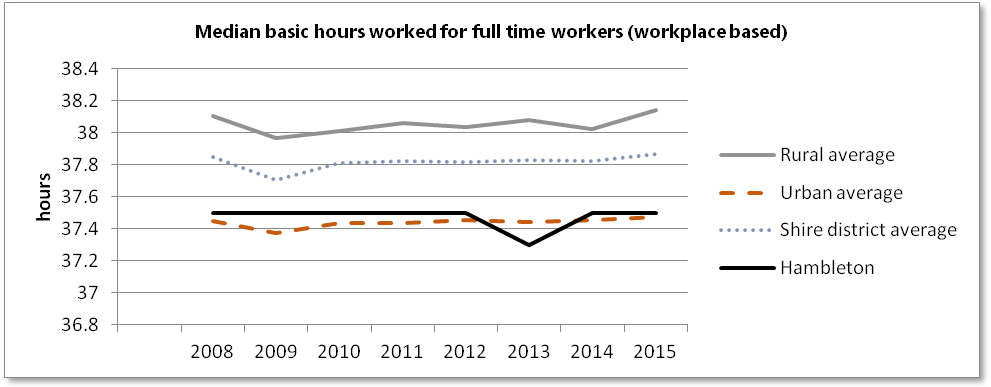 Median basic hours worked for full time workers (workplace based)
hours
38.4
38.2
38
37.8
37.6
37.4
37.2
37
36.8
2008 2009 2010 2011 2012 2013 2014 2015
Rural average
Urban average
Shire district average
Hambleton